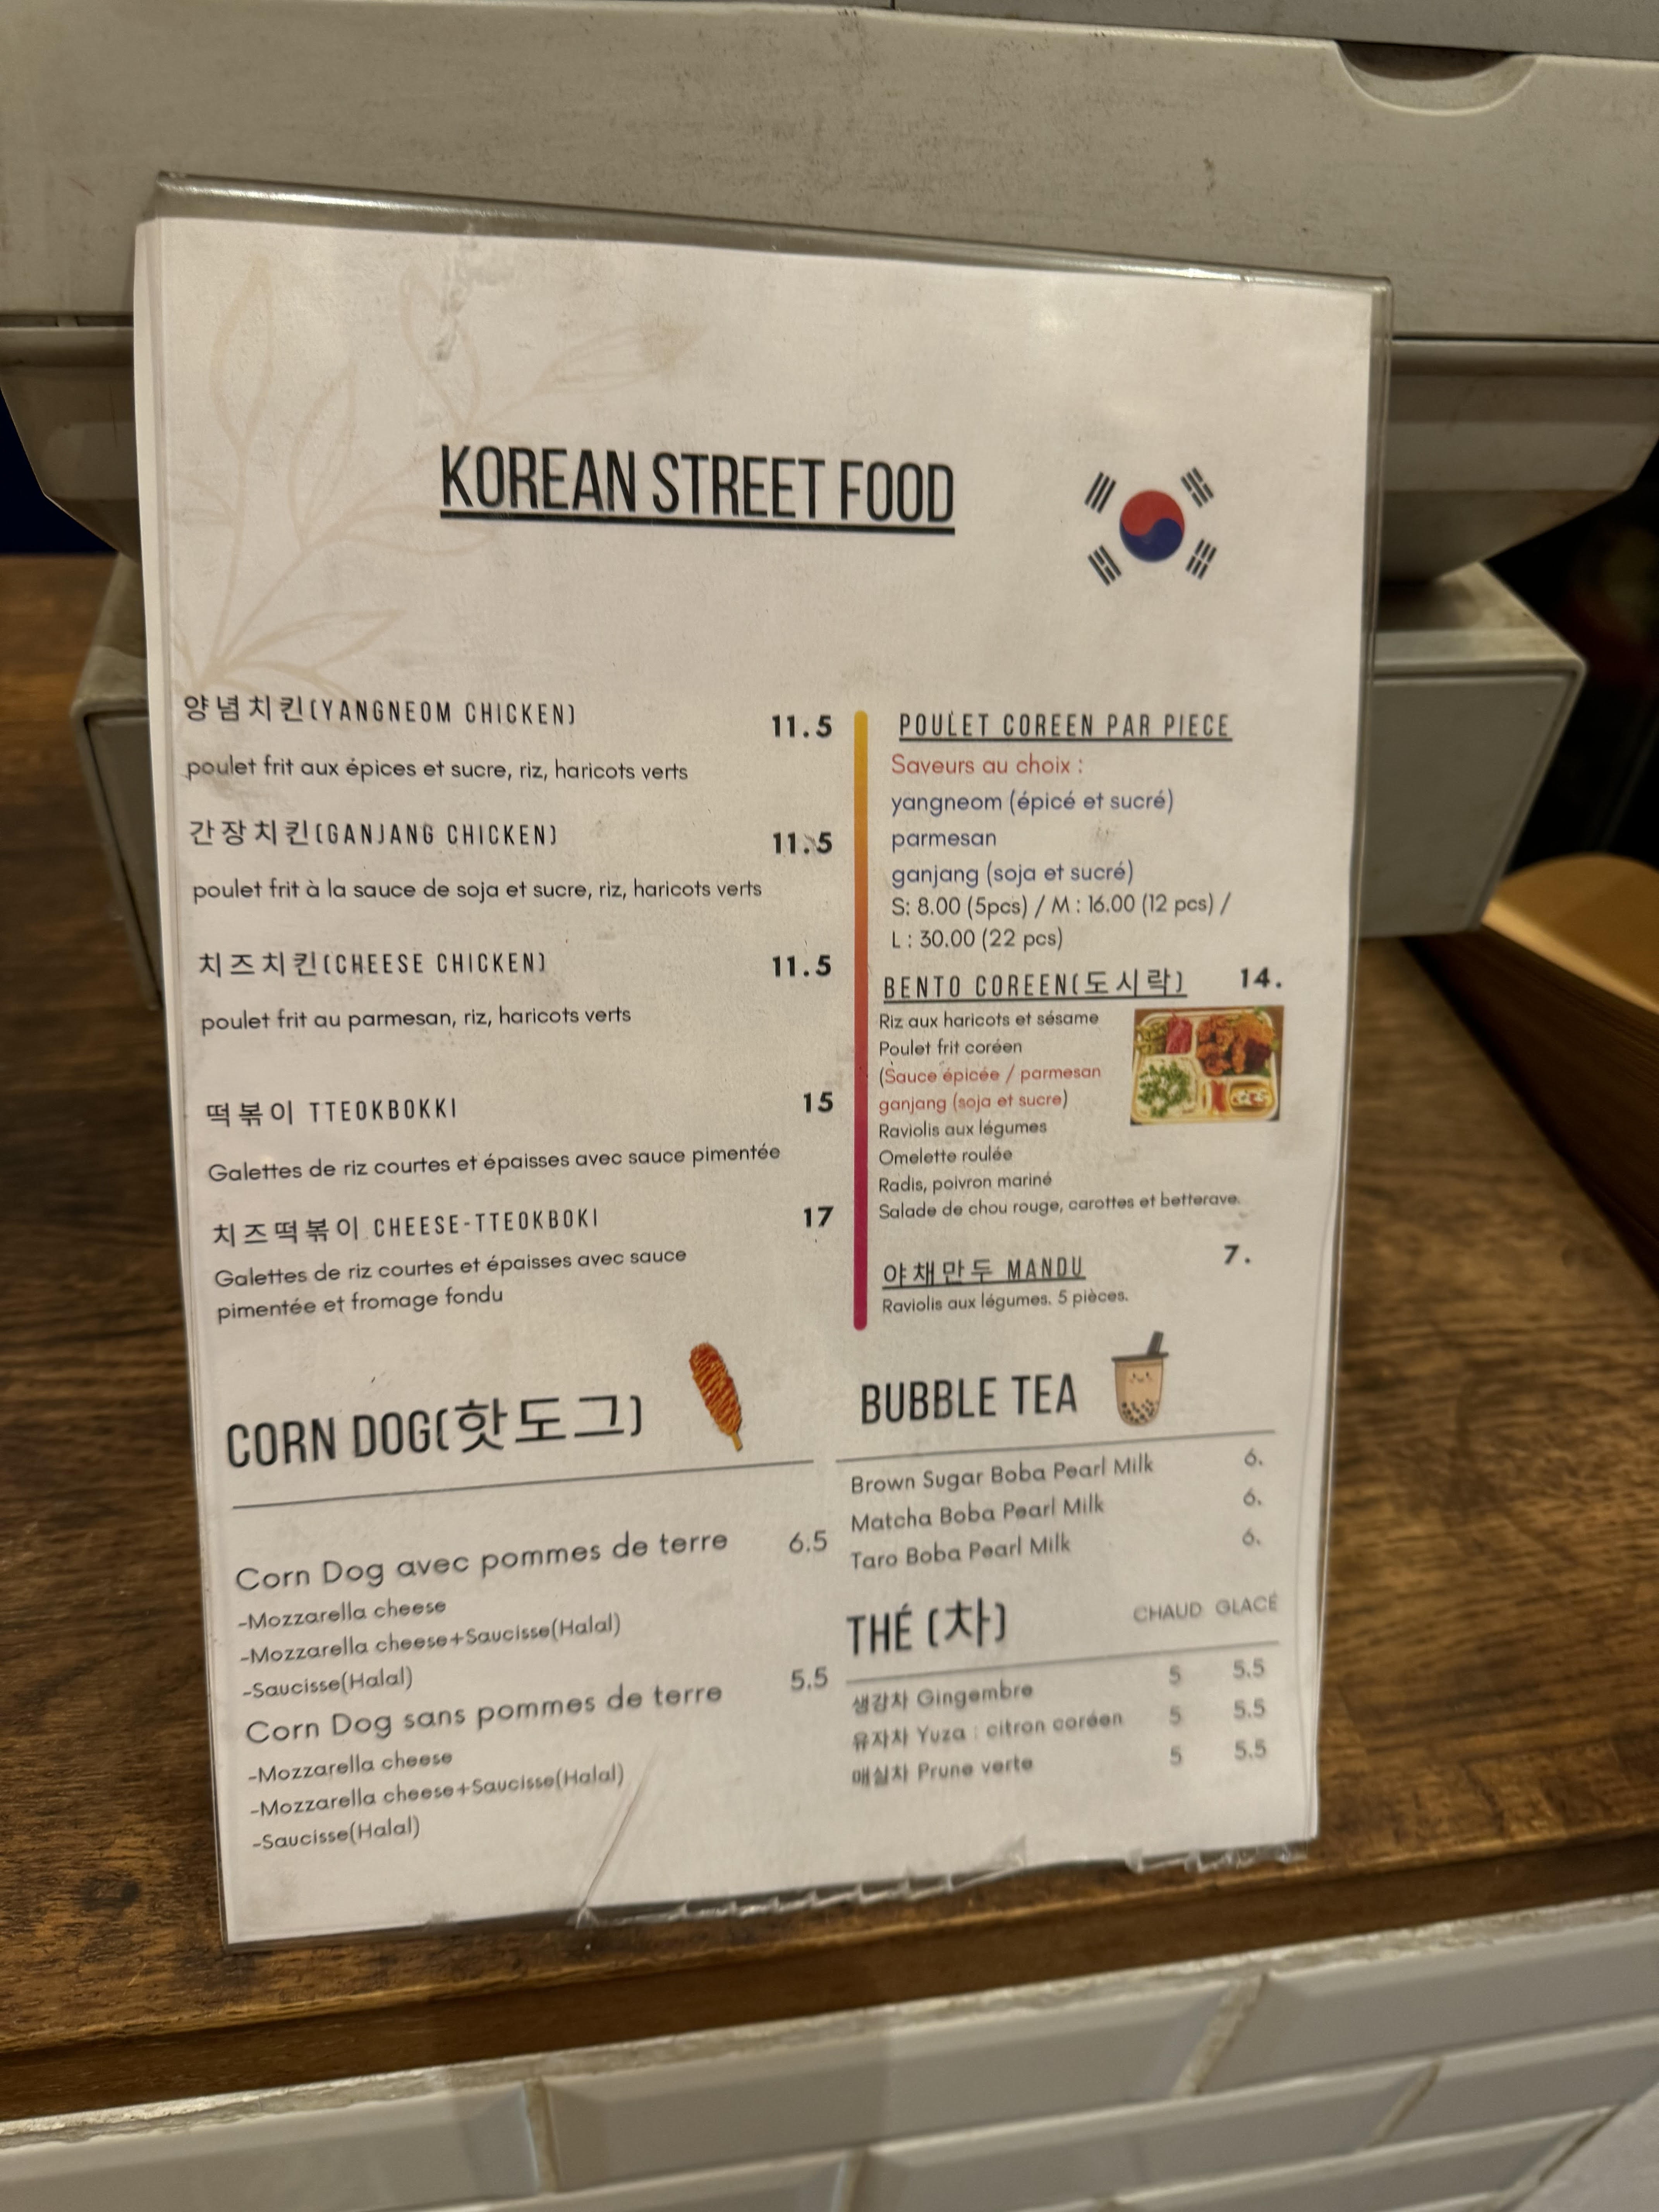 KOREAN STREET FOOD
양념치킨(YANGNEOM CHICKEN) 11.5
poulet frit aux épices et sucre, riz, haricots verts
간장치킨(GANJANG CHICKEN) 11.5
poulet frit à la sauce de soja et sucre, riz, haricots verts
치즈치킨(CHEESE CHICKEN) 11.5
poulet frit au parmesan, riz, haricots verts
떡볶이 TTEOKBOKKI 15
Galettes de riz courtes et épaisses avec sauce pimentée
치즈떡볶이 CHEESE-TTEOKBOKI 17
Galettes de riz courtes et épaisses avec sauce
pimentée et fromage fondu
POULET COREEN PAR PIECE
Saveurs au choix :
yangneom (épicé et sucré)
parmesan
ganjang (soja et sucré)
S: 8.00 (5pcs) / M : 16.00 (12 pcs) /
L : 30.00 (22 pcs)
BENTO COREEN(도시락) 14.
Riz aux haricots et sésame
Poulet frit coréen
(Sauce épicée / parmesan
ganjang (soja et sucre)
Raviolis aux légumes
Omelette roulée
Radis, poivron mariné
Salade de chou rouge, carottes et betterave.
야채만두 MANDU 7.
Raviolis aux légumes. 5 pièces.
CORN DOG(핫도그)
Corn Dog avec pommes de terre 6.5
-Mozzarella cheese
-Mozzarella cheese+Saucisse(Halal)
-Saucisse(Halal)
Corn Dog sans pommes de terre 5.5
-Mozzarella cheese
-Mozzarella cheese+Saucisse(Halal)
-Saucisse(Halal)
BUBBLE TEA
Brown Sugar Boba Pearl Milk 6.
Matcha Boba Pearl Milk 6.
Taro Boba Pearl Milk 6.
THÉ (차) CHAUD GLACÉ
생강차 Gingembre 5 5.5
유자차 Yuza : citron coréen 5 5.5
매실차 Prune verte 5 5.5